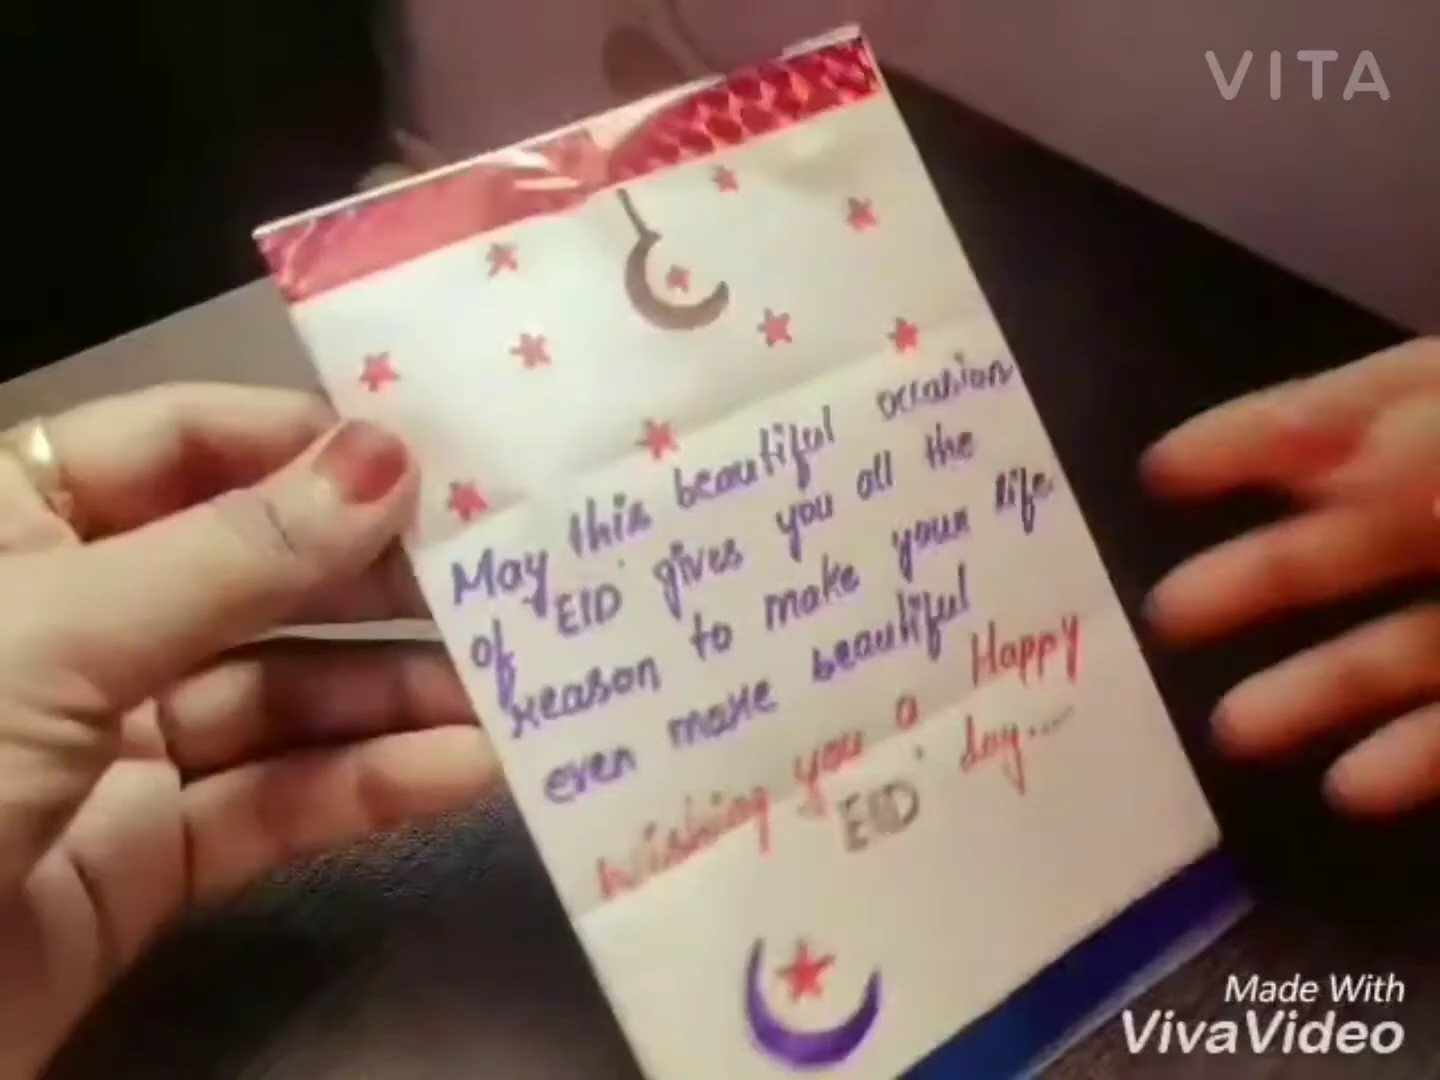 VITA
May this beautiful occasion
of EID gives you all the
reason to make your life
even make beautiful
Wishing you a Happy
EID day....
Made With
VivaVideo